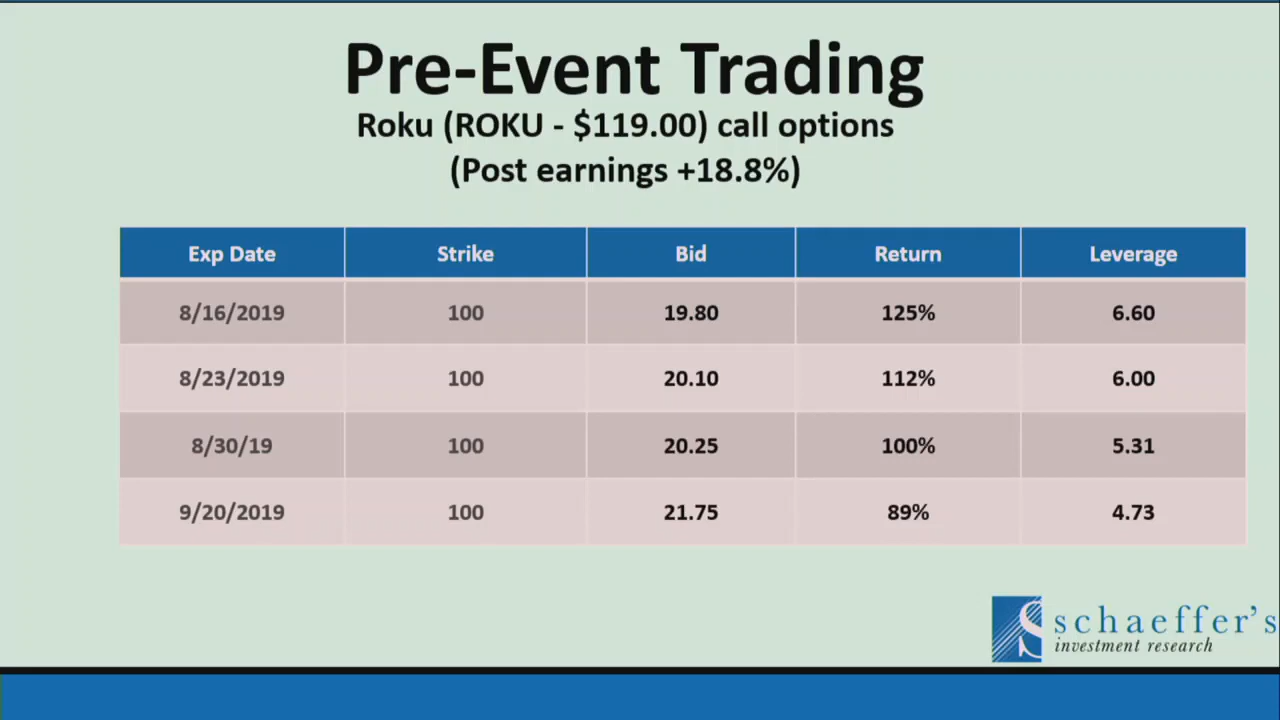 Pre-Event Trading
Roku (ROKU - $119.00) call options
(Post earnings +18.8%)
Exp Date Strike Bid Return Leverage
8/16/2019 100 19.80 125% 6.60
8/23/2019 100 20.10 112% 6.00
8/30/19 100 20.25 100% 5.31
9/20/2019 100 21.75 89% 4.73
schaeffer's
investment research